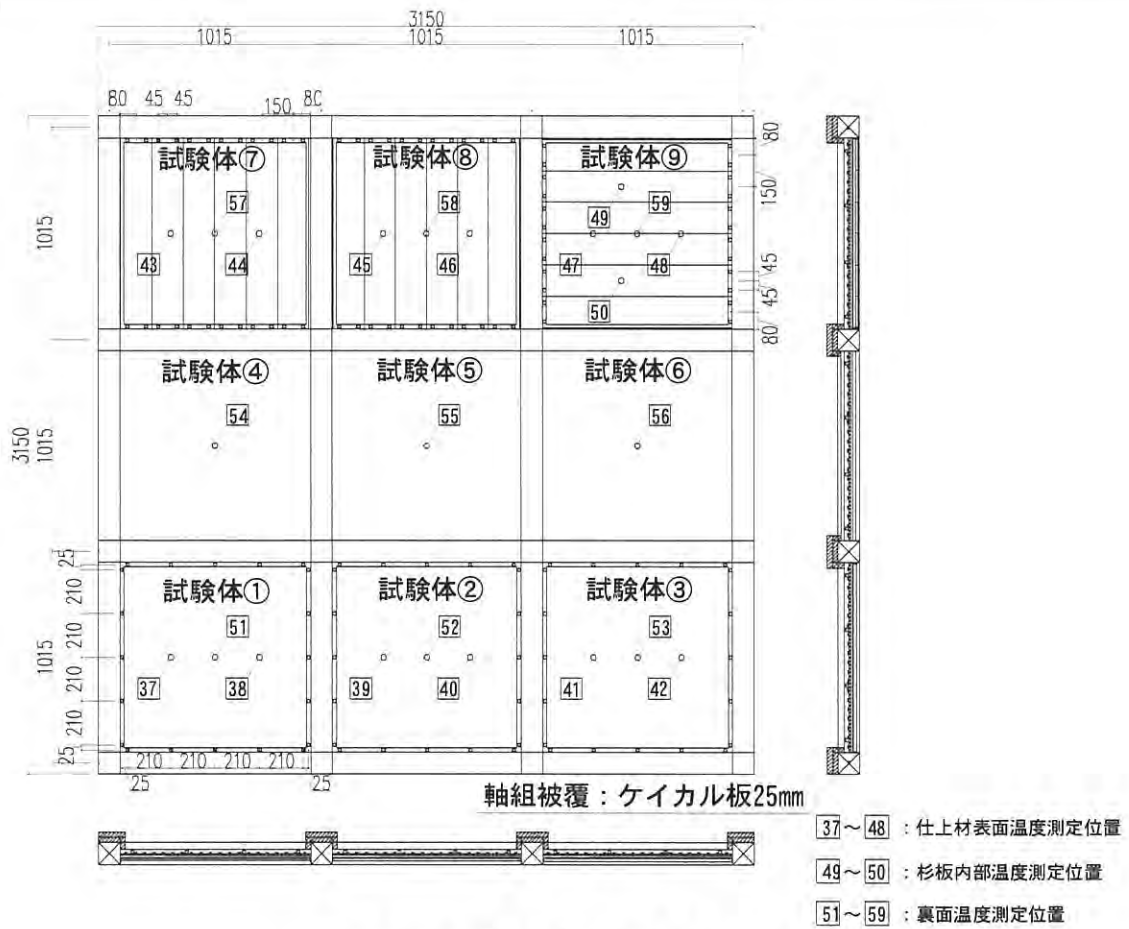 3150
1015 1015 1015
80 45 45 150 80
試験体⑦ 試験体⑧ 試験体⑨
80
57 58 49 59
150
1015
43 44 45 46 47 48
45
50
45
80
試験体④ 試験体⑤ 試験体⑥
54 55 56
3150
1015
25
試験体① 試験体② 試験体③
210
51 52 53
210
1015
37 38 39 40 41 42
210
210
25
210 210 210 210
25 25
軸組被覆：ケイカル板25mm
37～48：仕上材表面温度測定位置
49～50：杉板内部温度測定位置
51～59：裏面温度測定位置